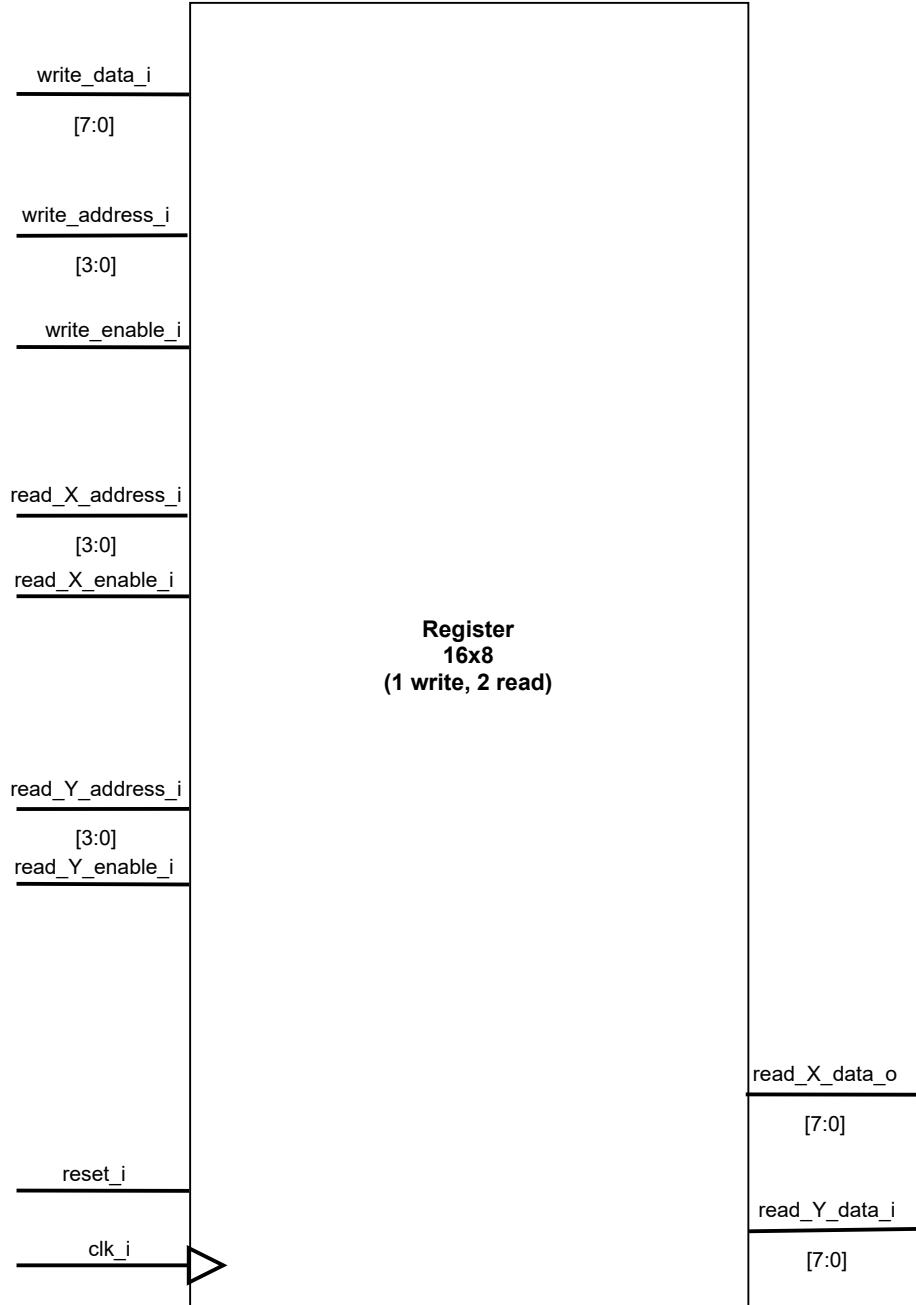 write_data_i
[7:0]
write_address_i
[3:0]
write_enable_i
read_X_address_i
[3:0]
read_X_enable_i
Register
16x8
(1 write, 2 read)
read_Y_address_i
[3:0]
read_Y_enable_i
read_X_data_o
[7:0]
reset_i
read_Y_data_i
clk_i
[7:0]